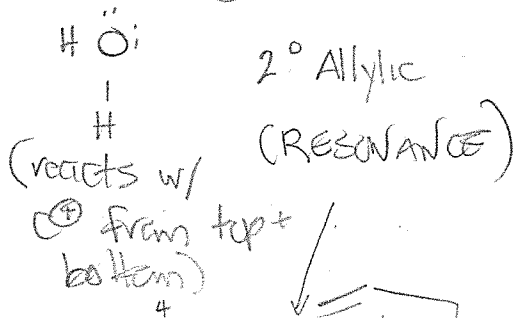 H Ö:
H
2° Allylic
(RESONANCE)
(reacts w/
C⊕ from top +
bottom)
4